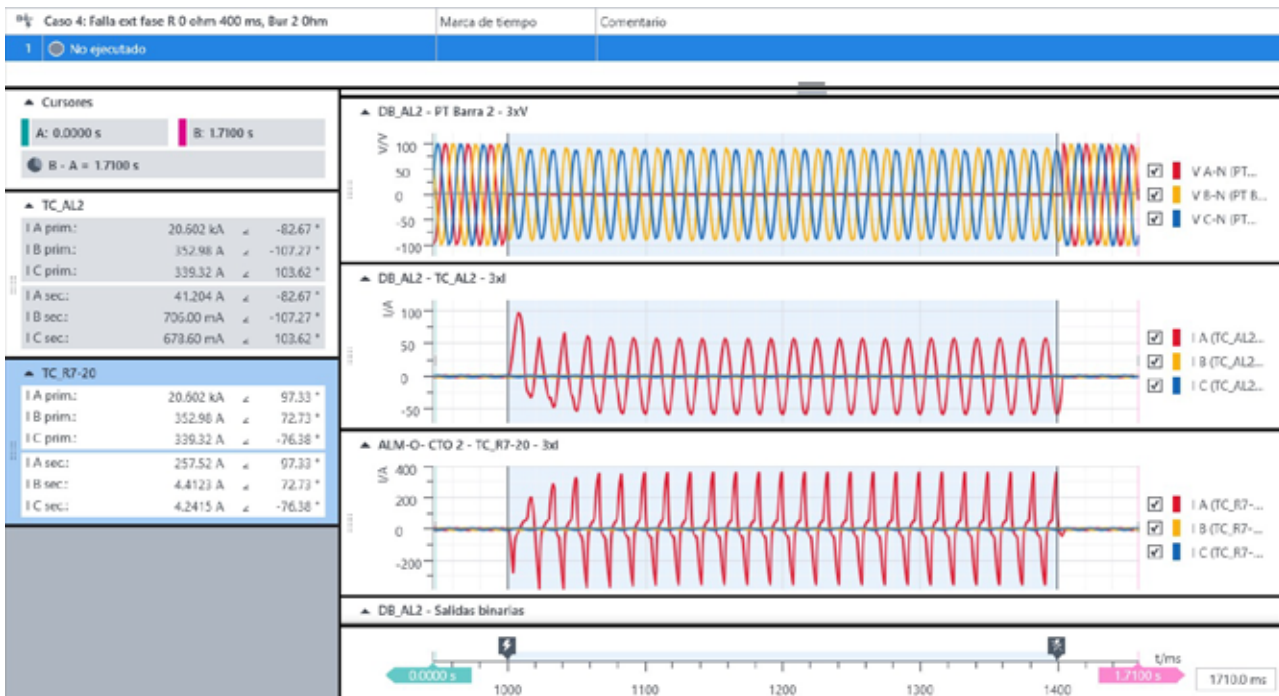 Caso 4: Falla ext fase R 0 ohm 400 ms, Bur 2 0hm Marca de tiempo Comentario
1 No ejecutado
Cursores
A: 0.0000 s B: 1.7100 s
B - A = 1.7100 s
TC_AL2
I A prim.: 20.602 kA ∠ -82.67 °
I B prim.: 352.98 A ∠ -107.27 °
I C prim.: 339.32 A ∠ 103.62 °
I A sec.: 41.204 A ∠ -82.67 °
I B sec.: 706.00 mA ∠ -107.27 °
I C sec.: 678.60 mA ∠ 103.62 °
TC_R7-20
I A prim.: 20.602 kA ∠ 97.33 °
I B prim.: 352.98 A ∠ 72.73 °
I C prim.: 339.32 A ∠ -76.38 °
I A sec.: 257.52 A ∠ 97.33 °
I B sec.: 4.4123 A ∠ 72.73 °
I C sec.: 4.2415 A ∠ -76.38 °
DB_AL2 - PT Barra 2 - 3xV
V/V
100
50
0
-50
-100
V A-N (PT...
V B-N (PT B...
V C-N (PT...
DB_AL2 - TC_AL2 - 3xI
I/A
100
50
0
-50
I A (TC_AL2...
I B (TC_AL2...
I C (TC_AL2...
ALM-O- CTO 2 - TC_R7-20 - 3xI
I/A
400
200
0
-200
I A (TC_R7-...
I B (TC_R7-...
I C (TC_R7-...
DB_AL2 - Salidas binarias
t/ms
0.0000 s 1.7100 s 1710.0 ms
1000 1100 1200 1300 1400